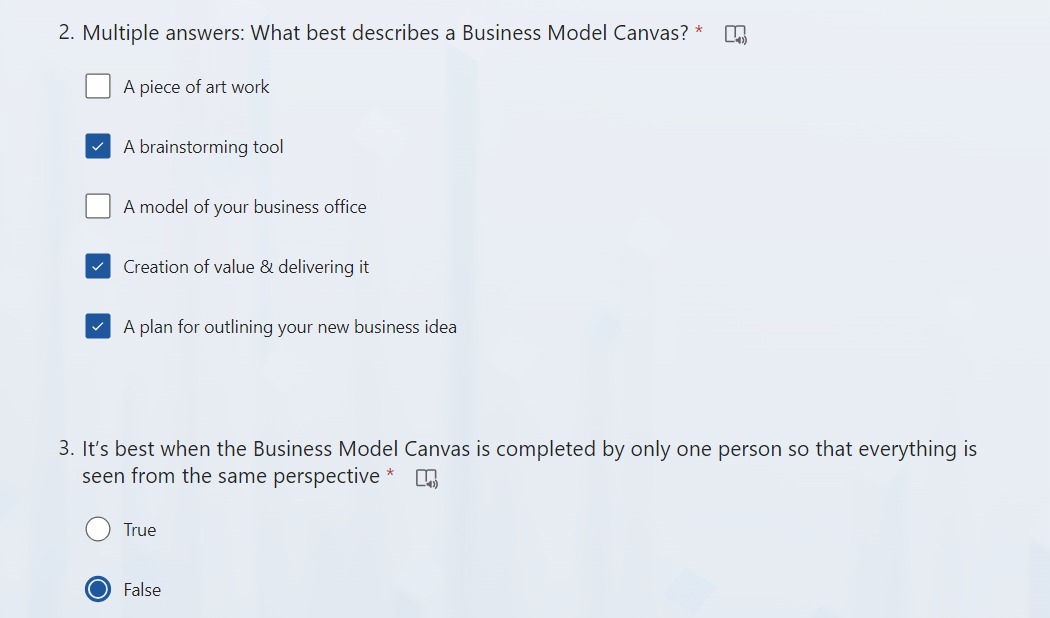 2. Multiple answers: What best describes a Business Model Canvas? *
A piece of art work
A brainstorming tool
A model of your business office
Creation of value & delivering it
A plan for outlining your new business idea
3. It's best when the Business Model Canvas is completed by only one person so that everything is
seen from the same perspective *
True
False